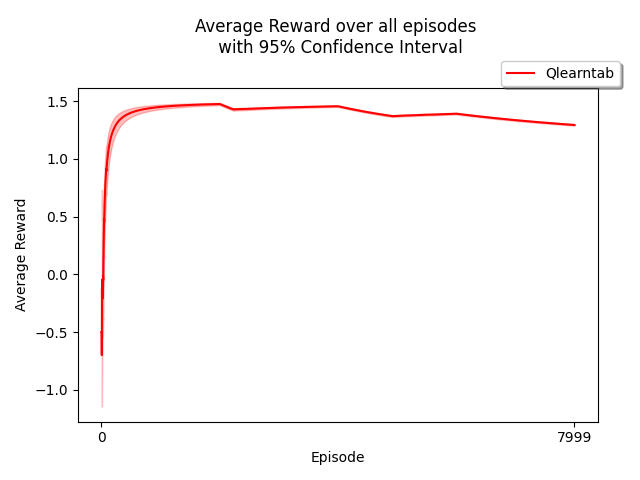 Average Reward over all episodes
with 95% Confidence Interval
Qlearntab
1.5
1.0
0.5
0.0
−0.5
−1.0
Average Reward
0
7999
Episode